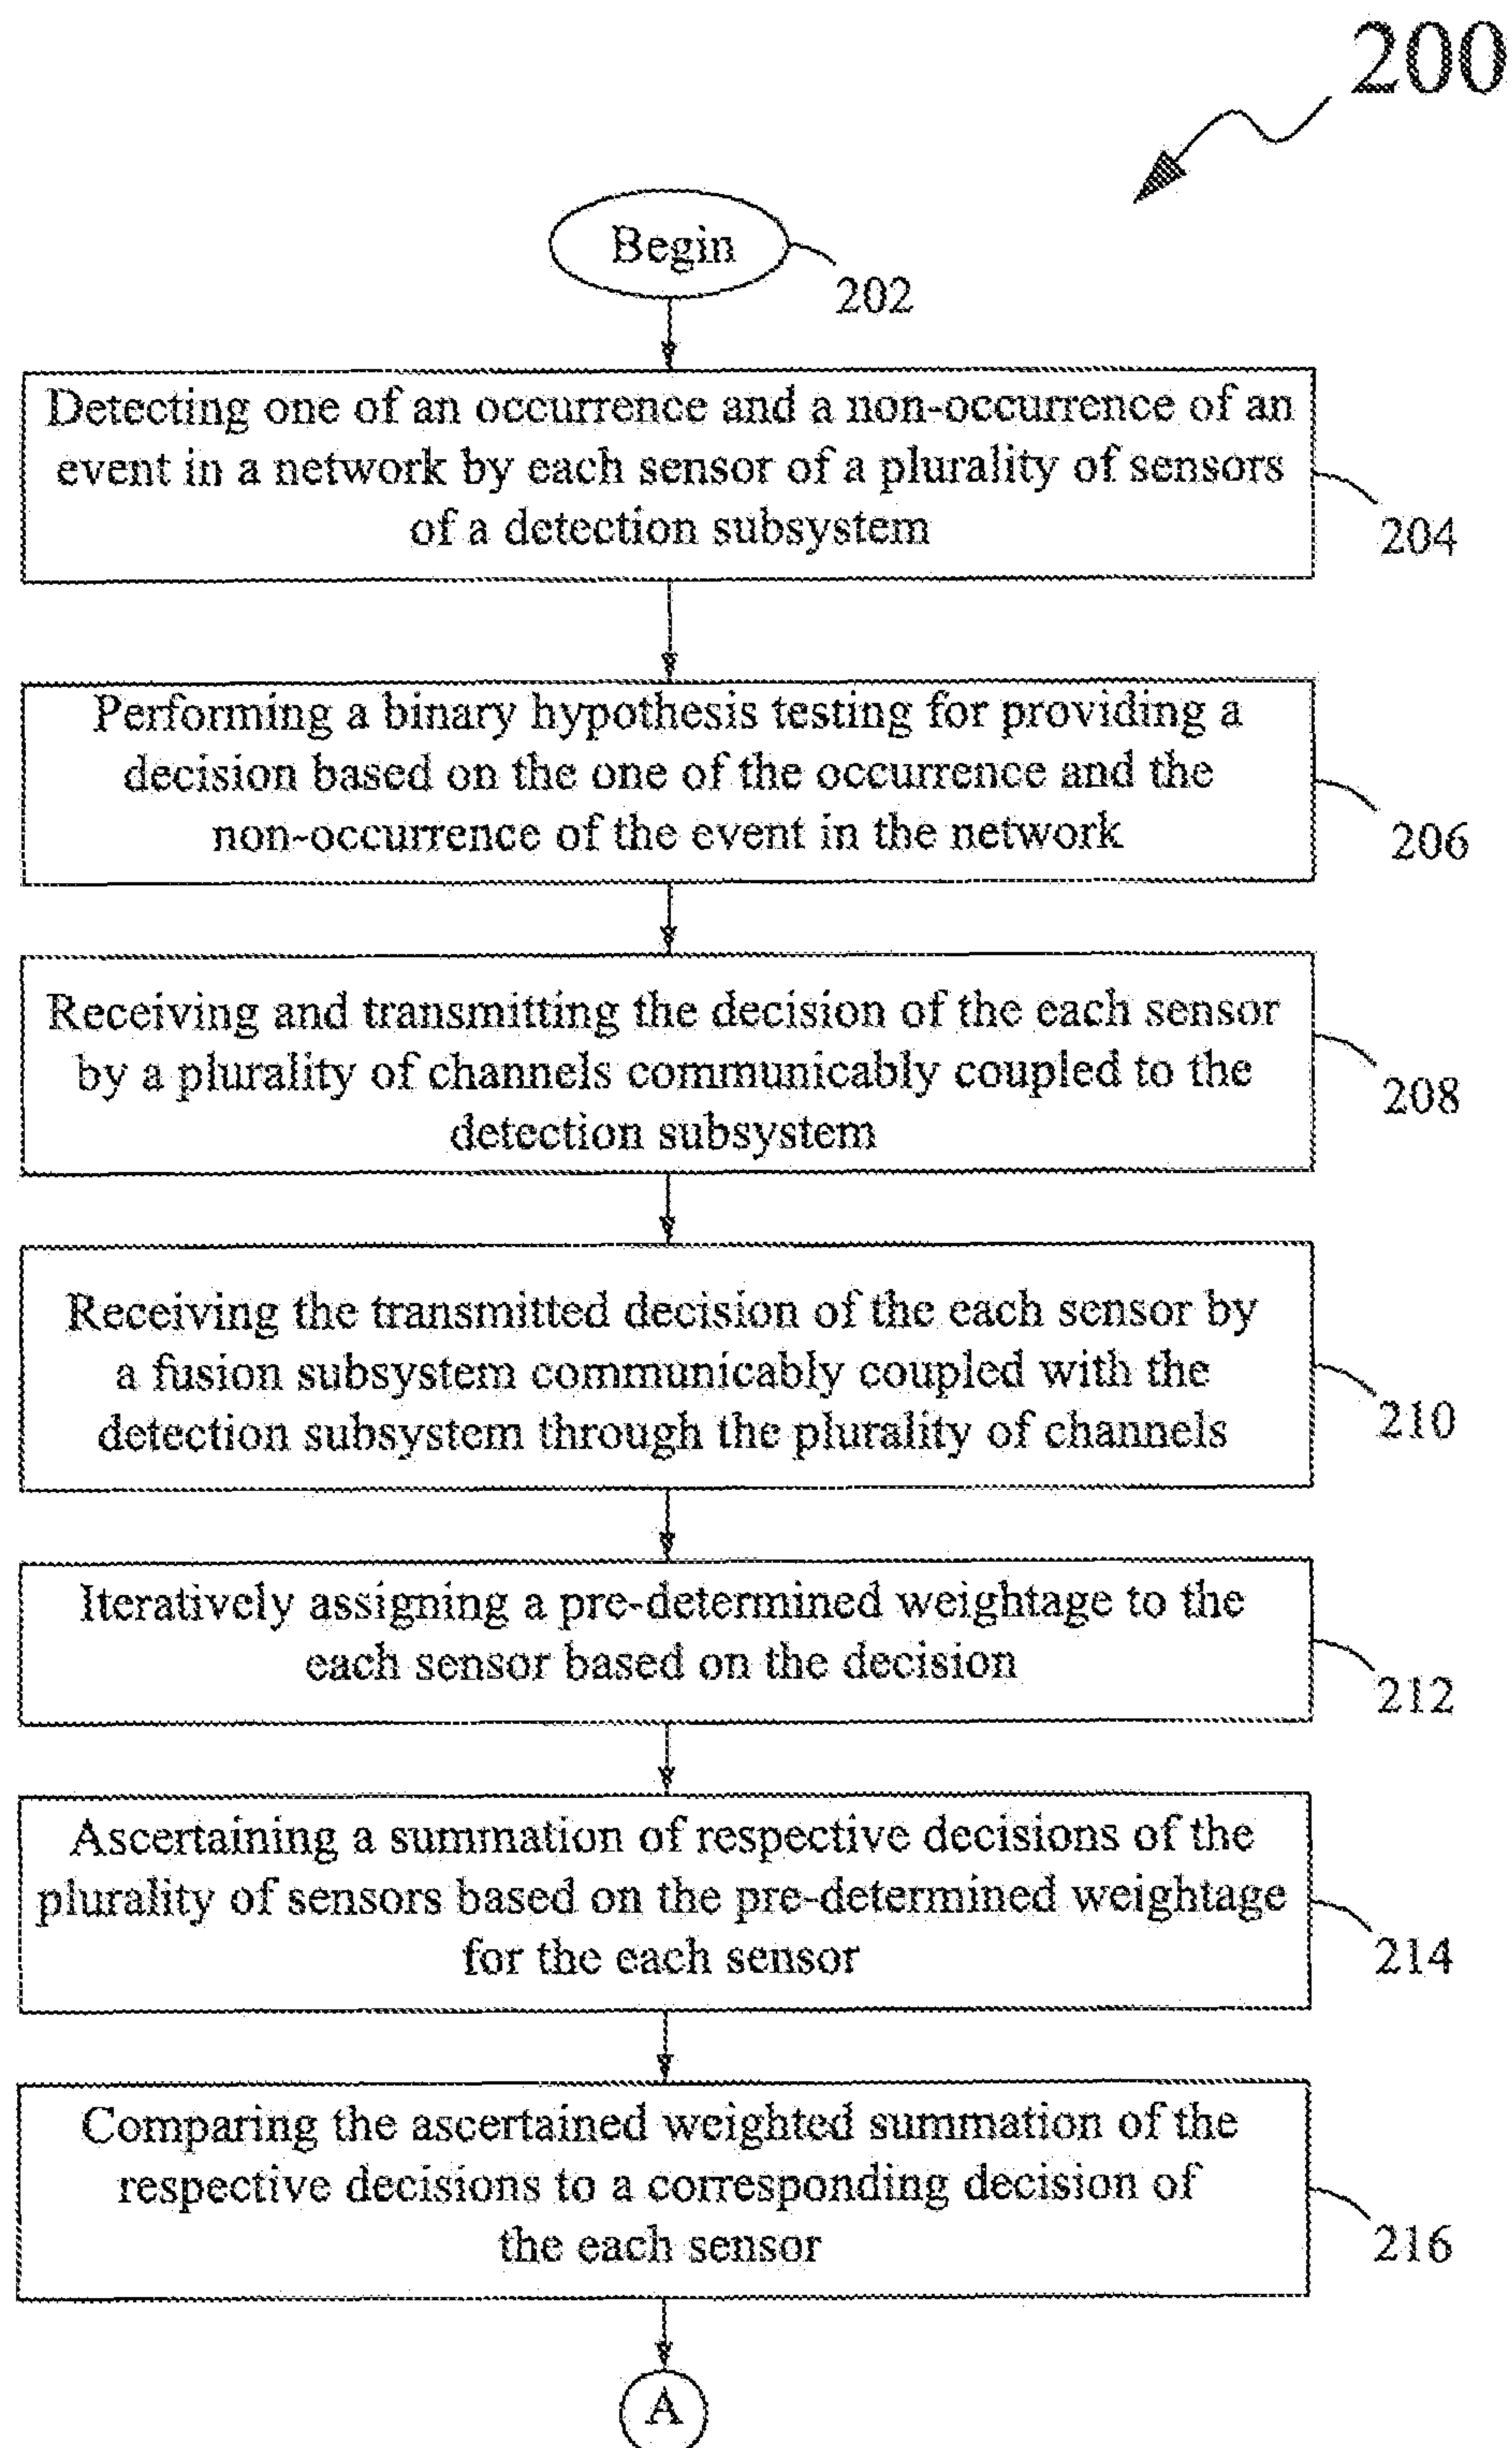 200
Begin
202
Detecting one of an occurrence and a non-occurrence of an
event in a network by each sensor of a plurality of sensors
of a detection subsystem
204
Performing a binary hypothesis testing for providing a
decision based on the one of the occurrence and the
non-occurrence of the event in the network
206
Receiving and transmitting the decision of the each sensor
by a plurality of channels communicably coupled to the
detection subsystem
208
Receiving the transmitted decision of the each sensor by
a fusion subsystem communicably coupled with the
detection subsystem through the plurality of channels
210
Iteratively assigning a pre-determined weightage to the
each sensor based on the decision
212
Ascertaining a summation of respective decisions of the
plurality of sensors based on the pre-determined weightage
for the each sensor
214
Comparing the ascertained weighted summation of the
respective decisions to a corresponding decision of
the each sensor
216
A